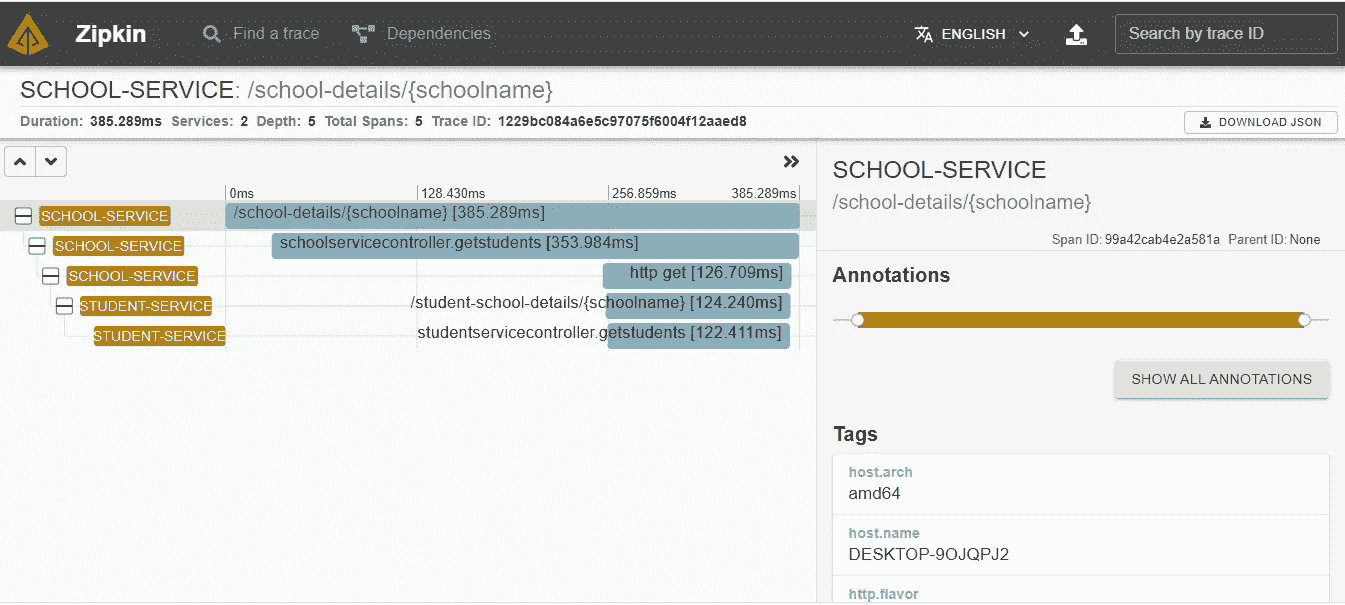 Zipkin Find a trace Dependencies ENGLISH Search by trace ID
SCHOOL-SERVICE: /school-details/{schoolname}
Duration: 385.289ms Services: 2 Depth: 5 Total Spans: 5 Trace ID: 1229bc084a6e5c97075f6004f12aaed8
DOWNLOAD JSON
0ms 128.430ms 256.859ms 385.289ms
SCHOOL-SERVICE /school-details/{schoolname} [385.289ms]
SCHOOL-SERVICE schoolservicecontroller.getstudents [353.984ms]
SCHOOL-SERVICE http get [126.709ms]
STUDENT-SERVICE /student-school-details/{schoolname} [124.240ms]
STUDENT-SERVICE studentservicecontroller.getstudents [122.411ms]
SCHOOL-SERVICE
/school-details/{schoolname}
Span ID: 99a42cab4e2a581a Parent ID: None
Annotations
SHOW ALL ANNOTATIONS
Tags
host.arch
amd64
host.name
DESKTOP-9OJQPJ2
http.flavor